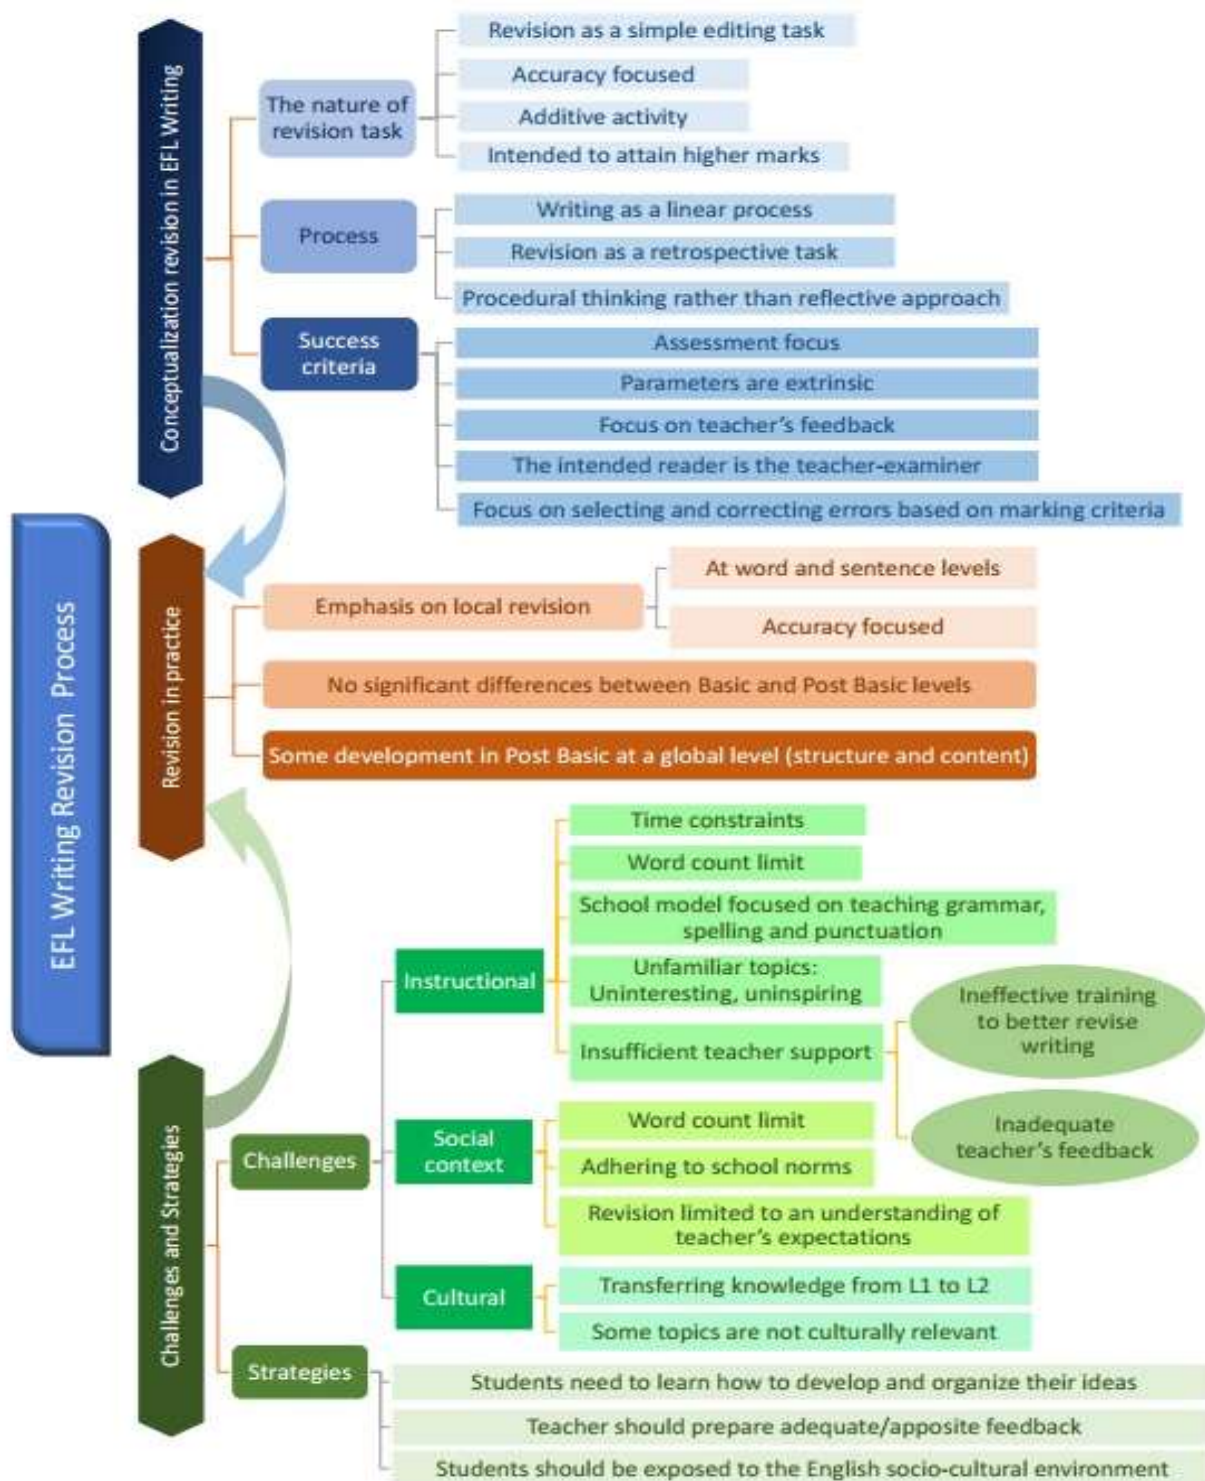 EFL Writing Revision Process
Conceptualization revision in EFL Writing
The nature of
revision task
Revision as a simple editing task
Accuracy focused
Additive activity
Intended to attain higher marks
Process
Writing as a linear process
Revision as a retrospective task
Procedural thinking rather than reflective approach
Success
criteria
Assessment focus
Parameters are extrinsic
Focus on teacher's feedback
The intended reader is the teacher-examiner
Focus on selecting and correcting errors based on marking criteria
Revision in practice
Emphasis on local revision
At word and sentence levels
Accuracy focused
No significant differences between Basic and Post Basic levels
Some development in Post Basic at a global level (structure and content)
Challenges and Strategies
Challenges
Instructional
Time constraints
Word count limit
School model focused on teaching grammar,
spelling and punctuation
Unfamiliar topics:
Uninteresting, uninspiring
Insufficient teacher support
Ineffective training
to better revise
writing
Inadequate
teacher's feedback
Social
context
Word count limit
Adhering to school norms
Revision limited to an understanding of
teacher's expectations
Cultural
Transferring knowledge from L1 to L2
Some topics are not culturally relevant
Strategies
Students need to learn how to develop and organize their ideas
Teacher should prepare adequate/apposite feedback
Students should be exposed to the English socio-cultural environment